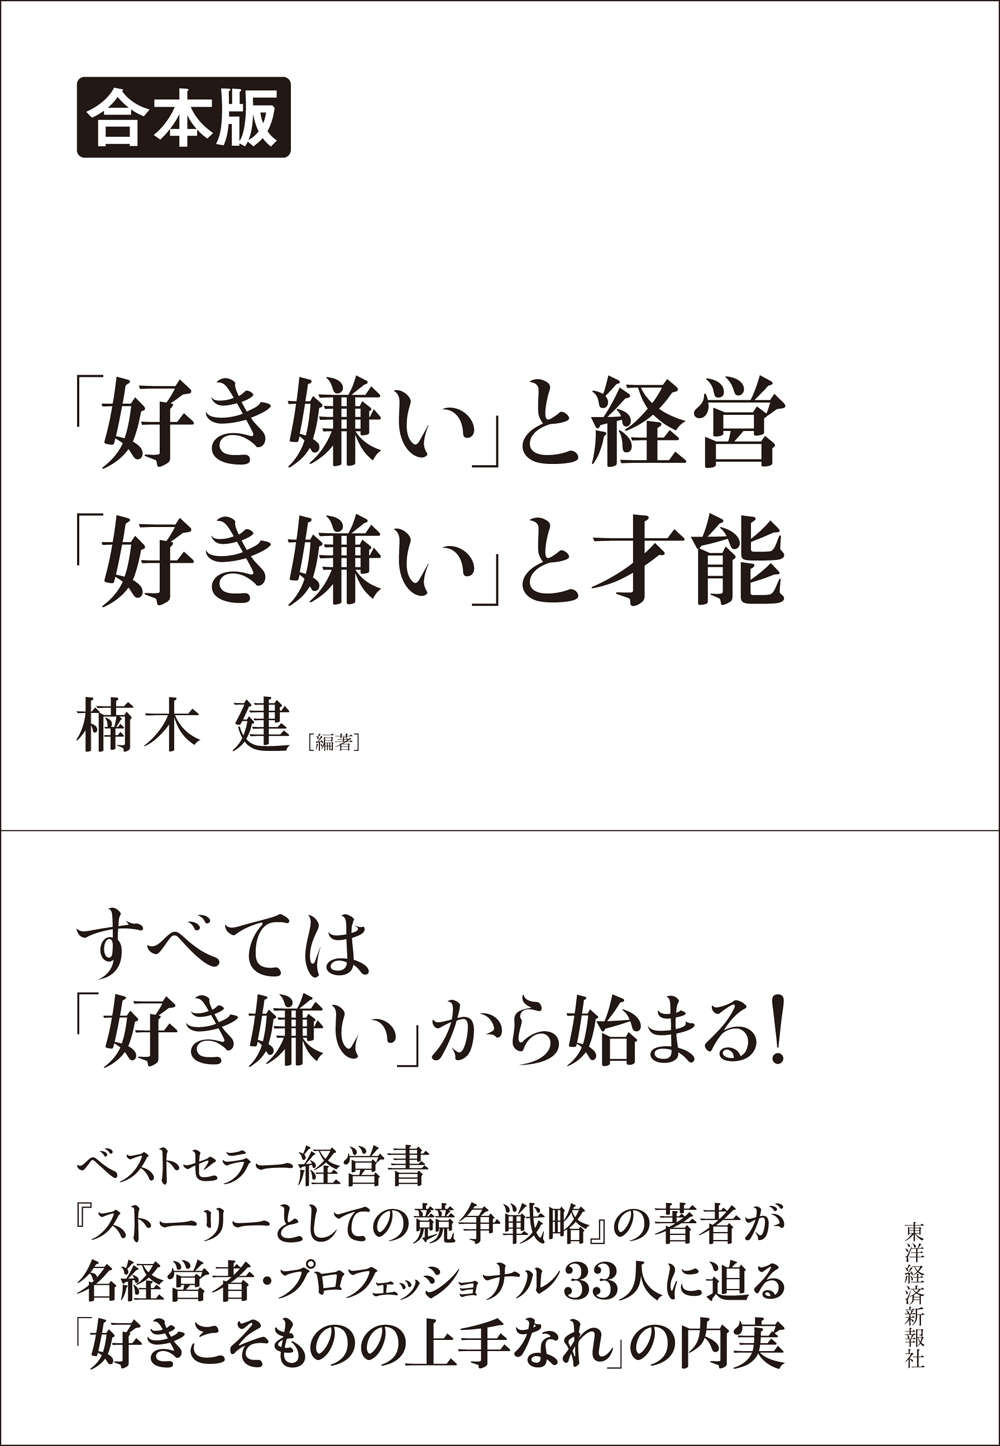 合本版
「好き嫌い」と経営
「好き嫌い」と才能
楠木 建 [編著]
すべては
「好き嫌い」から始まる!
ベストセラー経営書
『ストーリーとしての競争戦略』の著者が
名経営者・プロフェッショナル33人に迫る
「好きこそものの上手なれ」の内実
東洋経済新報社